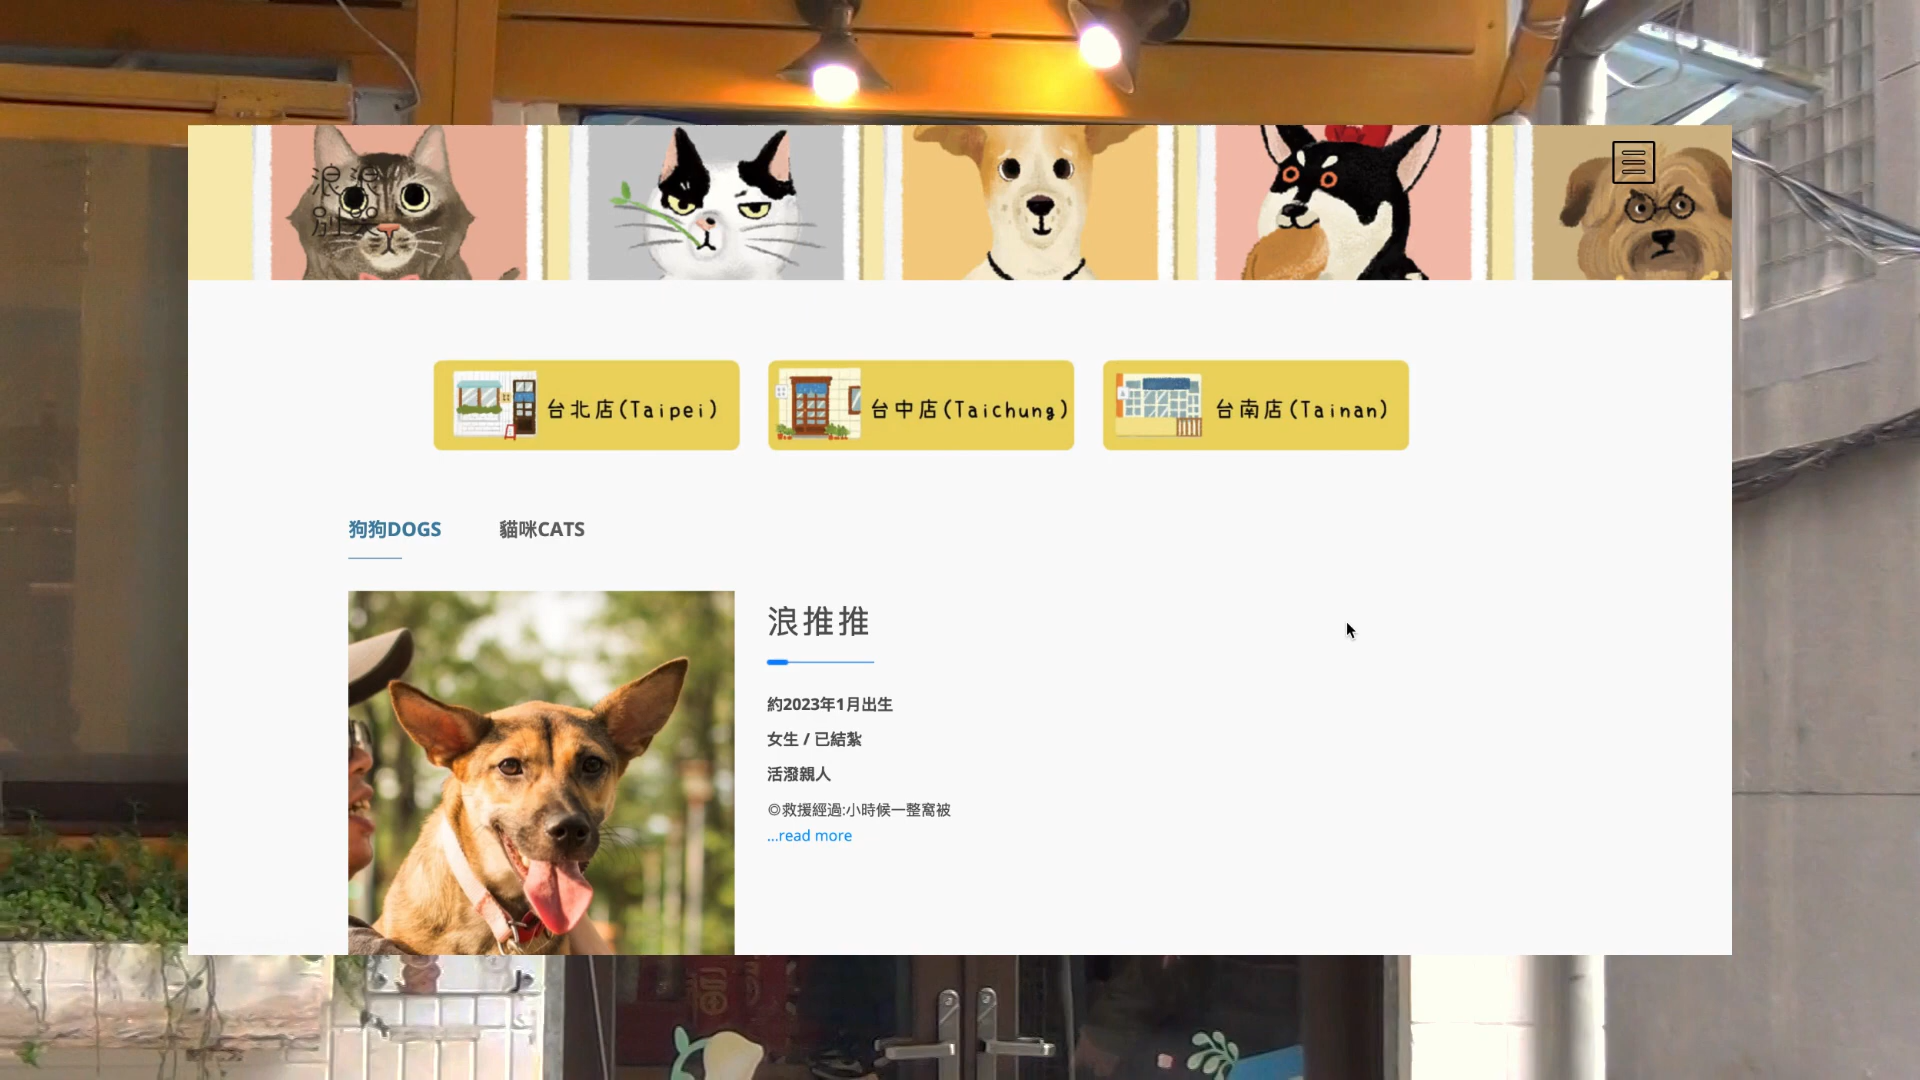 浪浪
別哭
台北店(Taipei)
台中店(Taichung)
台南店(Tainan)
狗狗DOGS
貓咪CATS
浪推推
約2023年1月出生
女生 / 已結紮
活潑親人
◎救援經過:小時候一整窩被
...read more